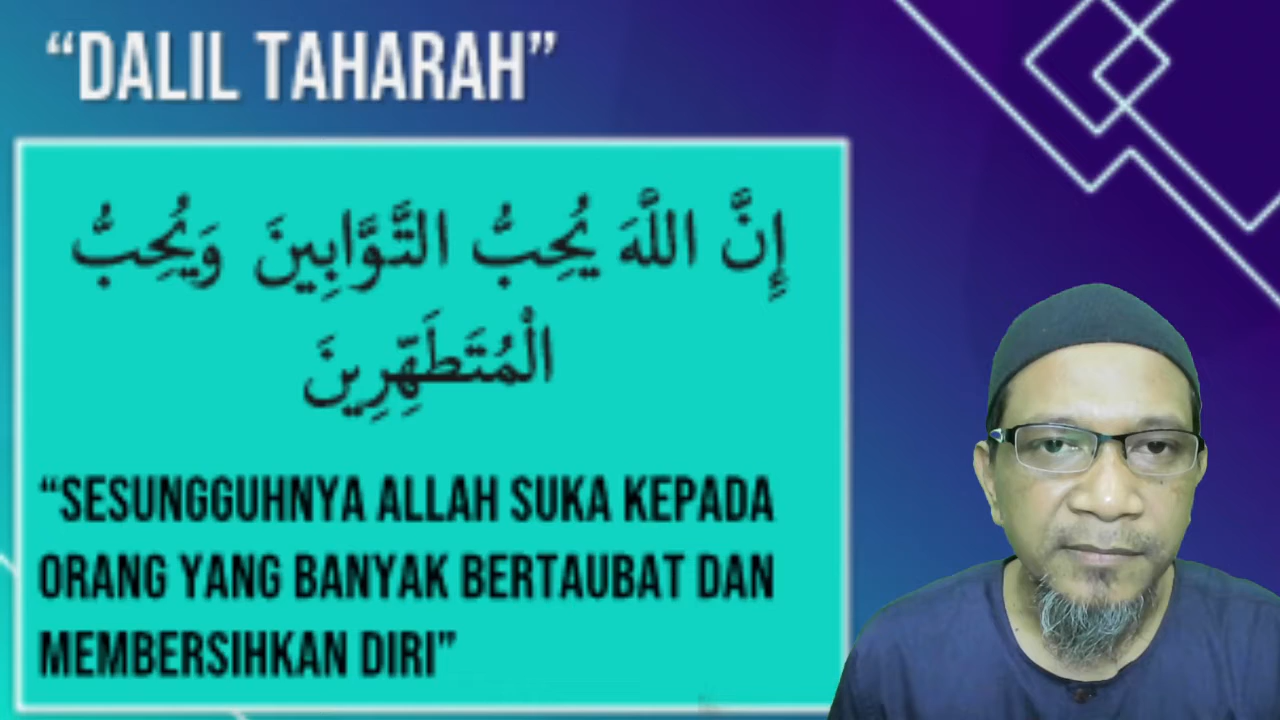 “DALIL TAHARAH”
إِنَّ اللَّهَ يُحِبُّ التَّوَّابِينَ وَيُحِبُّ
الْمُتَطَهِّرِينَ
“SESUNGGUHNYA ALLAH SUKA KEPADA
ORANG YANG BANYAK BERTAUBAT DAN
MEMBERSIHKAN DIRI”